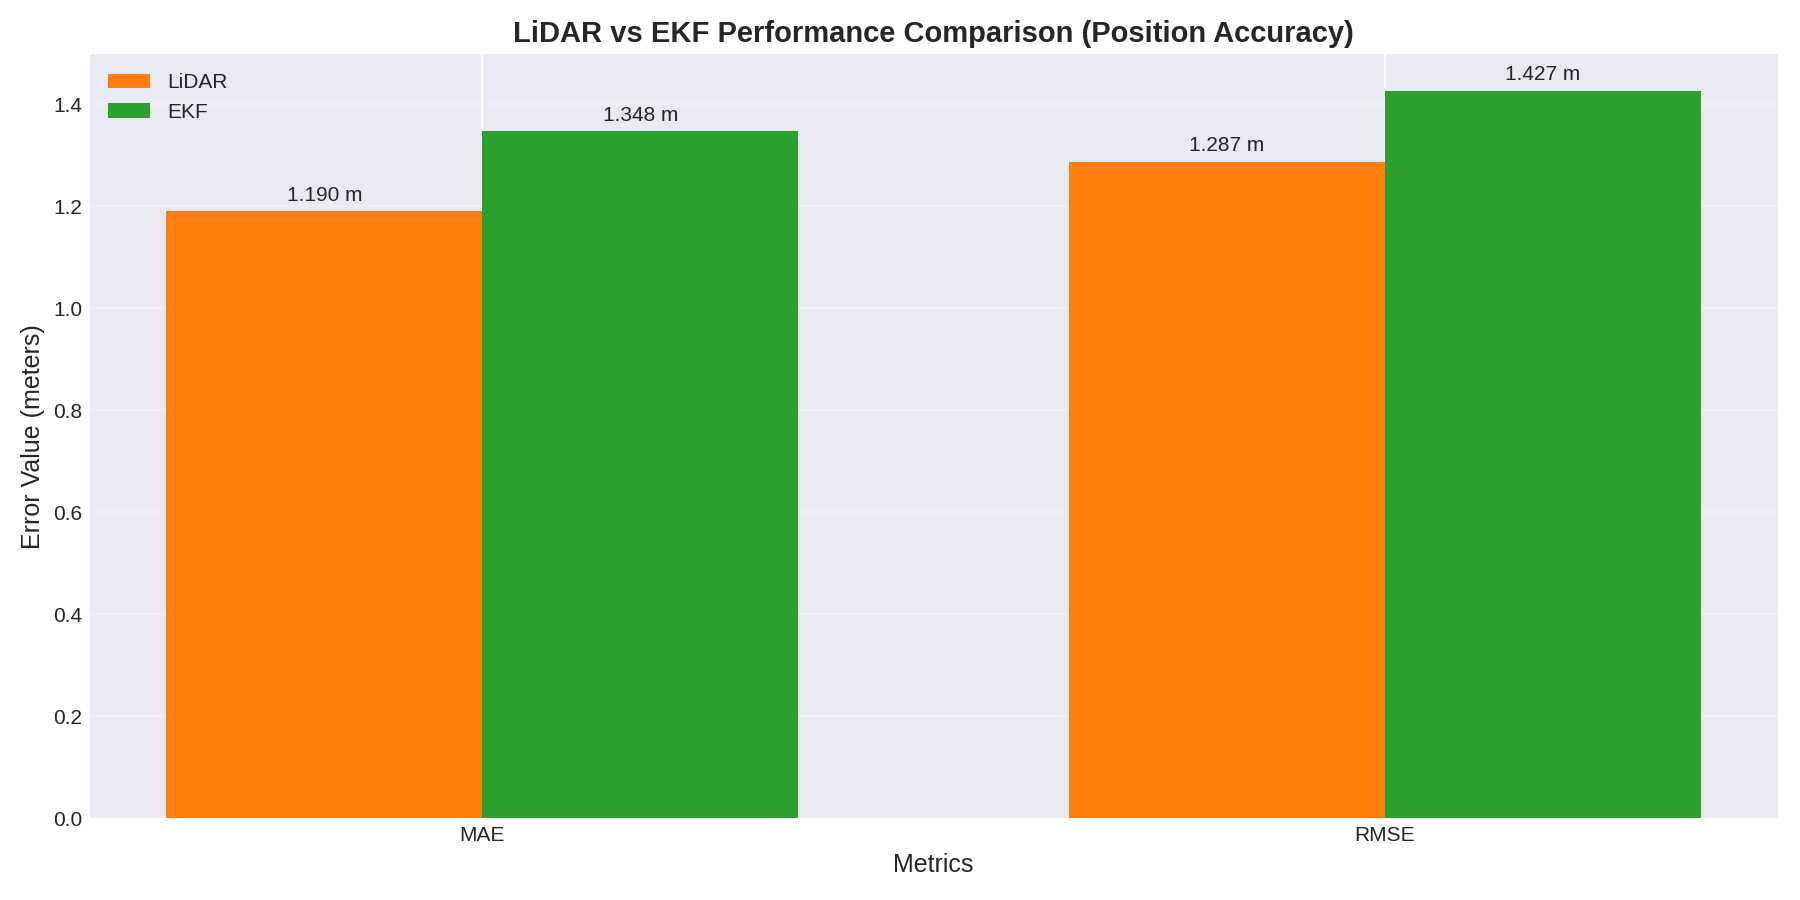 LiDAR vs EKF Performance Comparison (Position Accuracy)
LiDAR
EKF
1.190 m
1.348 m
1.287 m
1.427 m
1.4
1.2
1.0
0.8
0.6
0.4
0.2
0.0
Error Value (meters)
MAE
RMSE
Metrics